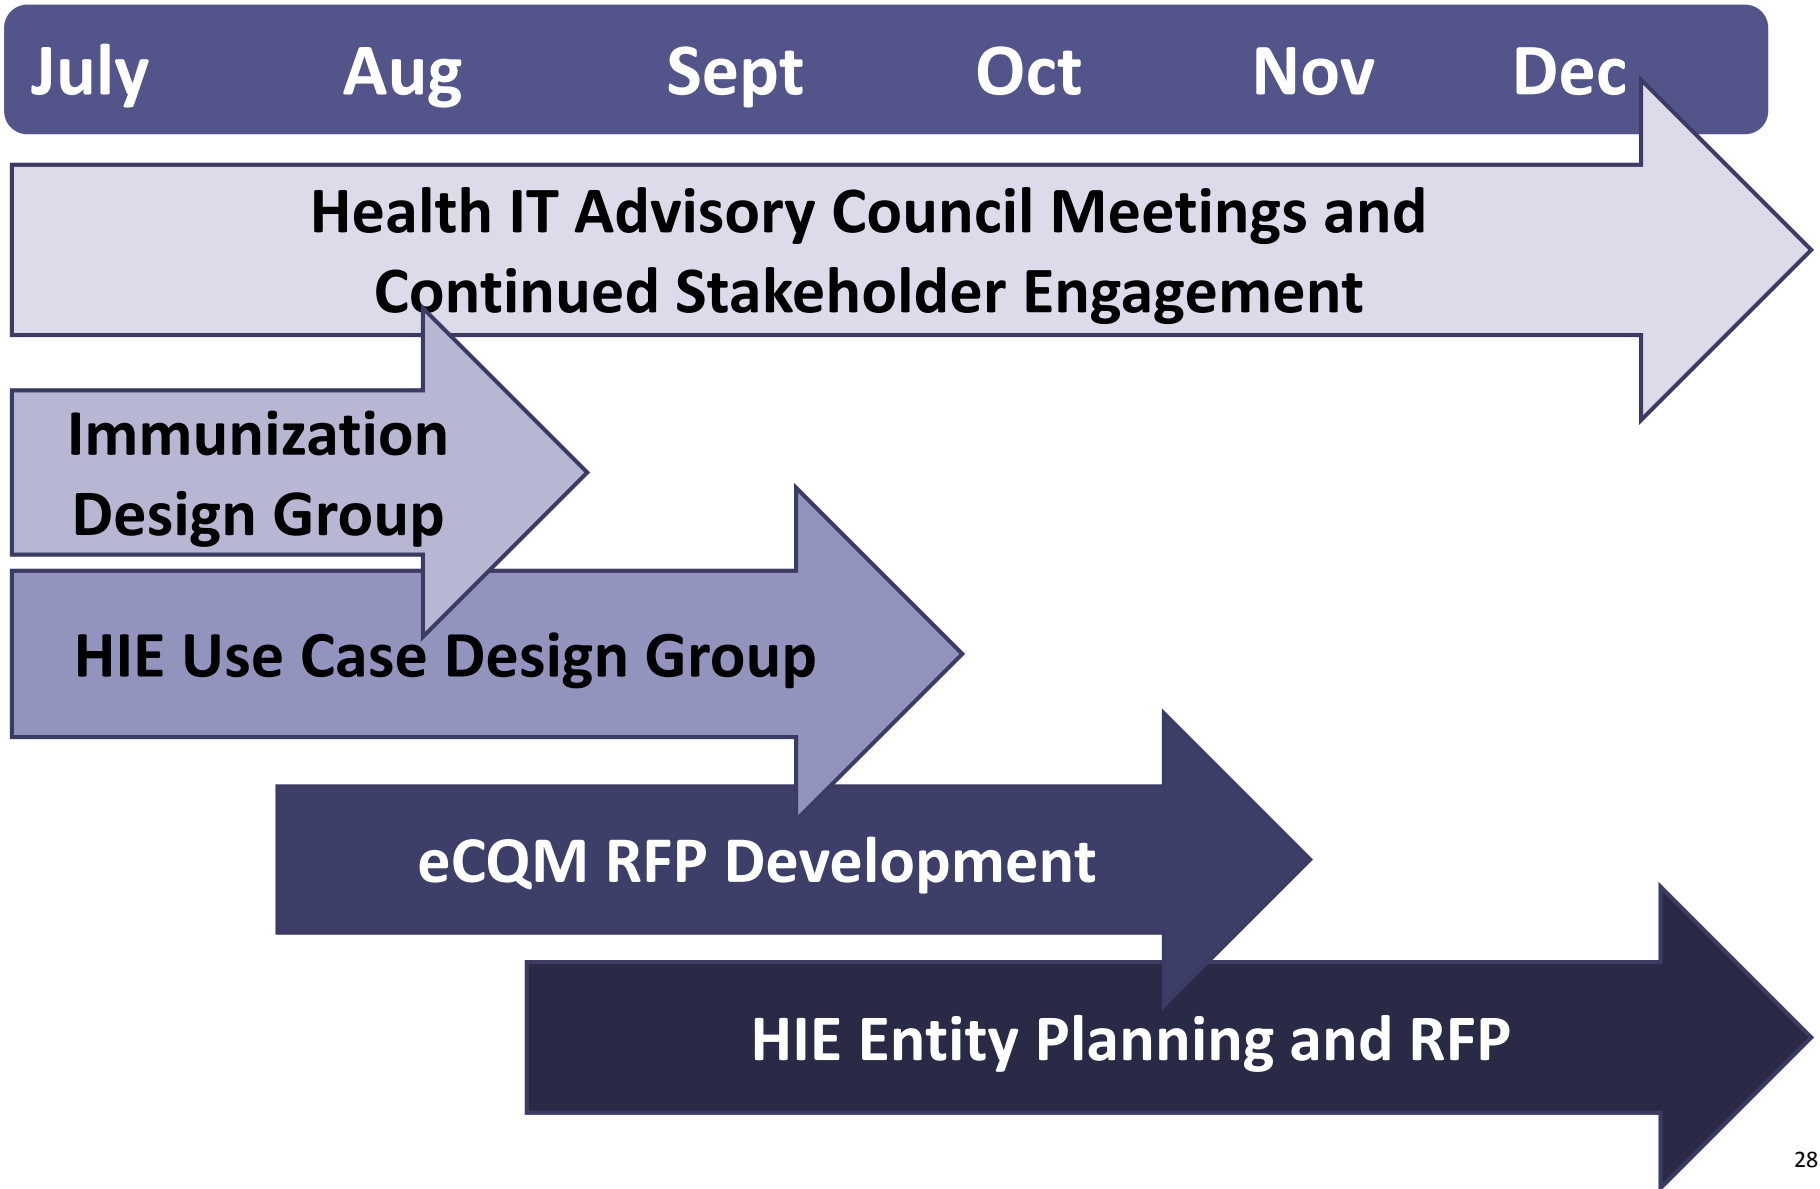 July Aug Sept Oct Nov Dec
Health IT Advisory Council Meetings and
Continued Stakeholder Engagement
Immunization
Design Group
HIE Use Case Design Group
eCQM RFP Development
HIE Entity Planning and RFP
28